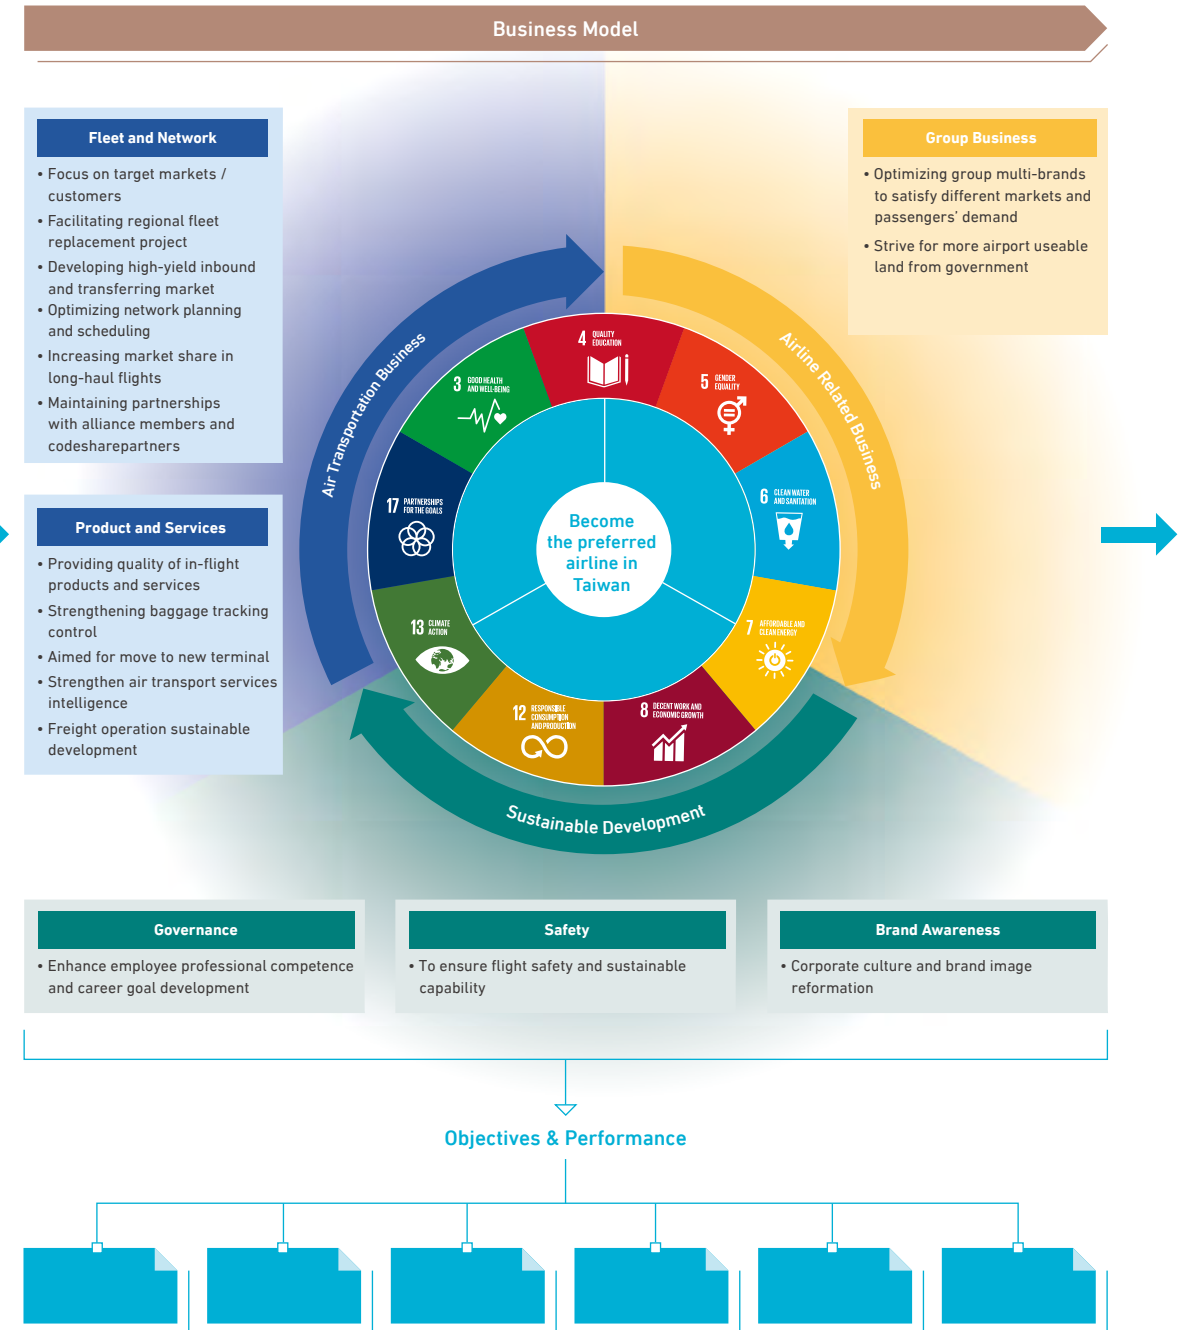 Business Model
Fleet and Network
• Focus on target markets /
customers
• Facilitating regional fleet
replacement project
• Developing high-yield inbound
and transferring market
• Optimizing network planning
and scheduling
• Increasing market share in
long-haul flights
• Maintaining partnerships
with alliance members and
codesharepartners
Product and Services
• Providing quality of in-flight
products and services
• Strengthening baggage tracking
control
• Aimed for move to new terminal
• Strengthen air transport services
intelligence
• Freight operation sustainable
development
Group Business
• Optimizing group multi-brands
to satisfy different markets and
passengers’ demand
• Strive for more airport useable
land from government
Air Transportation Business
Airline Related Business
Sustainable Development
4 QUALITY
EDUCATION
5 GENDER
EQUALITY
6 CLEAN WATER
AND SANITATION
7 AFFORDABLE AND
CLEAN ENERGY
8 DECENT WORK AND
ECONOMIC GROWTH
12 RESPONSIBLE
CONSUMPTION
AND PRODUCTION
13 CLIMATE
ACTION
17 PARTNERSHIPS
FOR THE GOALS
3 GOOD HEALTH
AND WELL-BEING
Become
the preferred
airline in
Taiwan
Governance
• Enhance employee professional competence
and career goal development
Safety
• To ensure flight safety and sustainable
capability
Brand Awareness
• Corporate culture and brand image
reformation
Objectives & Performance